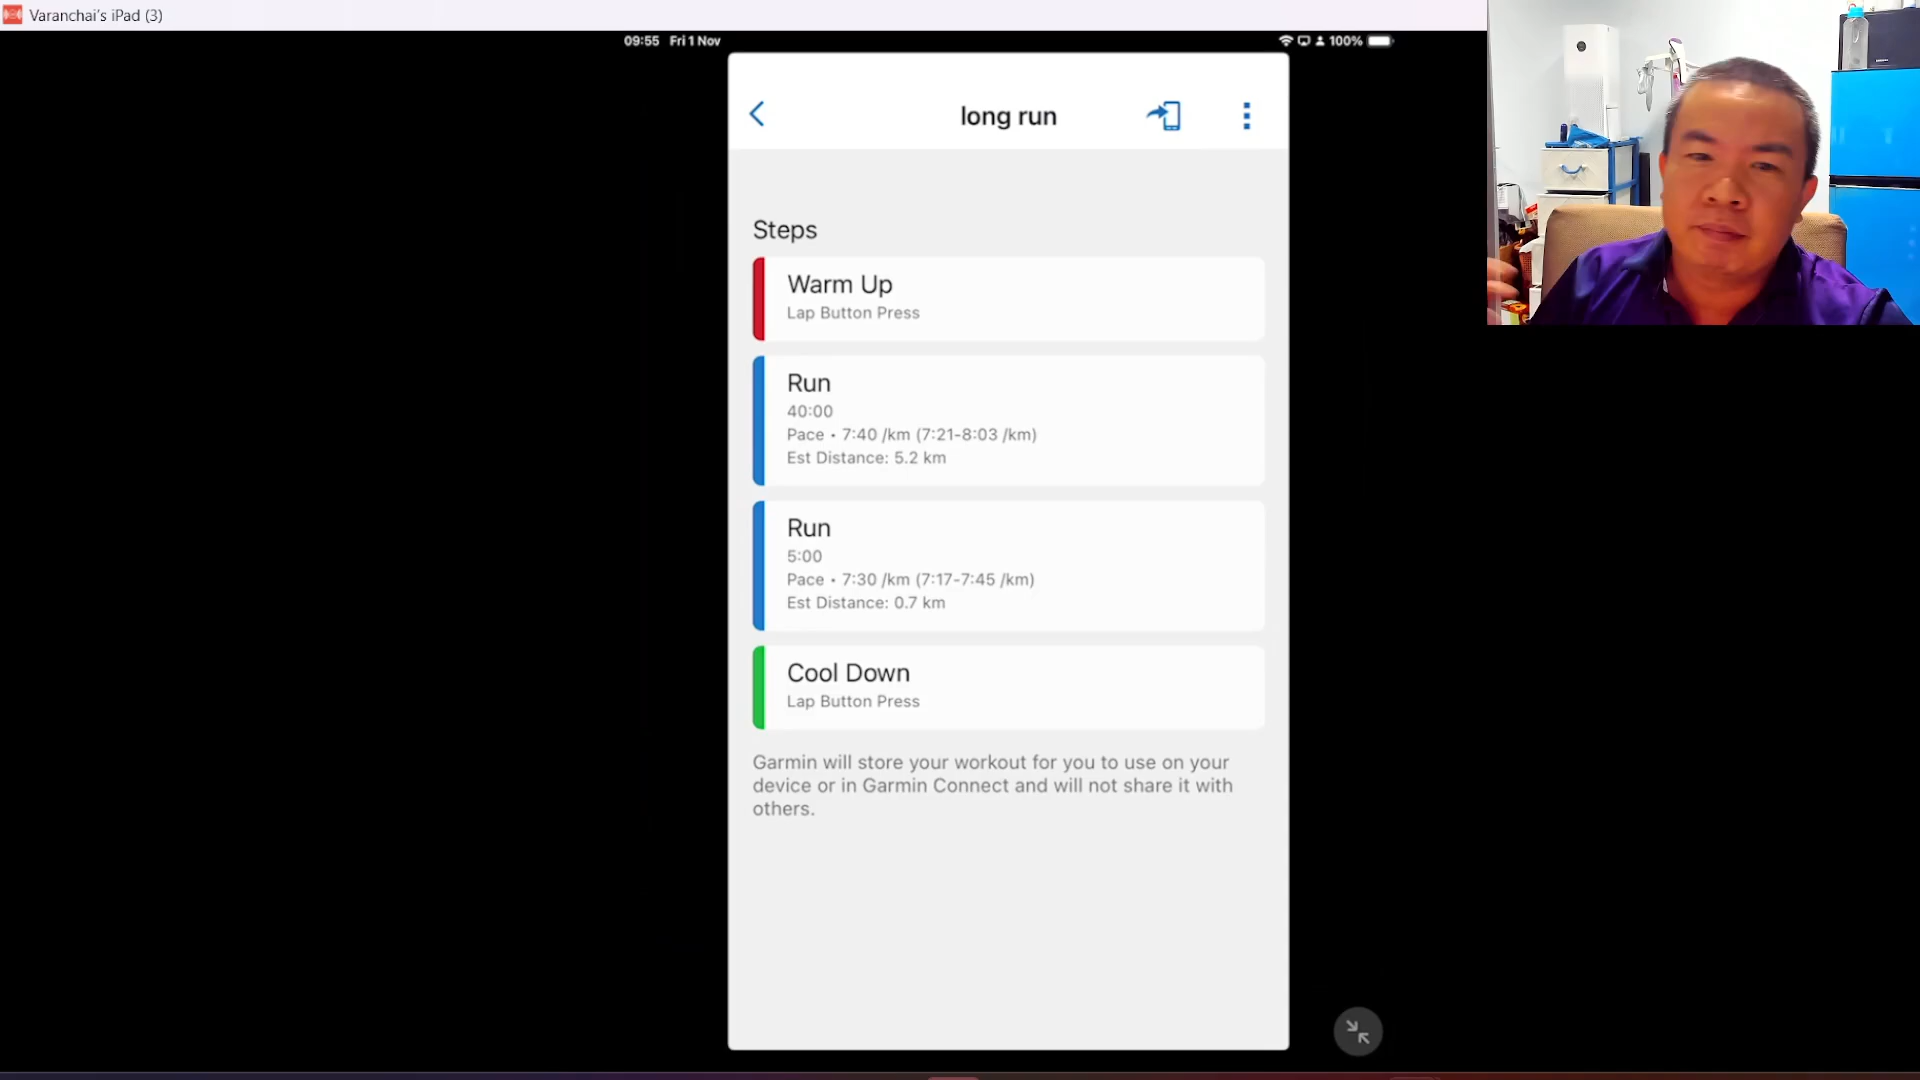 Varanchai's iPad (3)
09:55 Fri 1 Nov
100%
long run
Steps
Warm Up
Lap Button Press
Run
40:00
Pace • 7:40 /km (7:21-8:03 /km)
Est Distance: 5.2 km
Run
5:00
Pace • 7:30 /km (7:17-7:45 /km)
Est Distance: 0.7 km
Cool Down
Lap Button Press
Garmin will store your workout for you to use on your
device or in Garmin Connect and will not share it with
others.